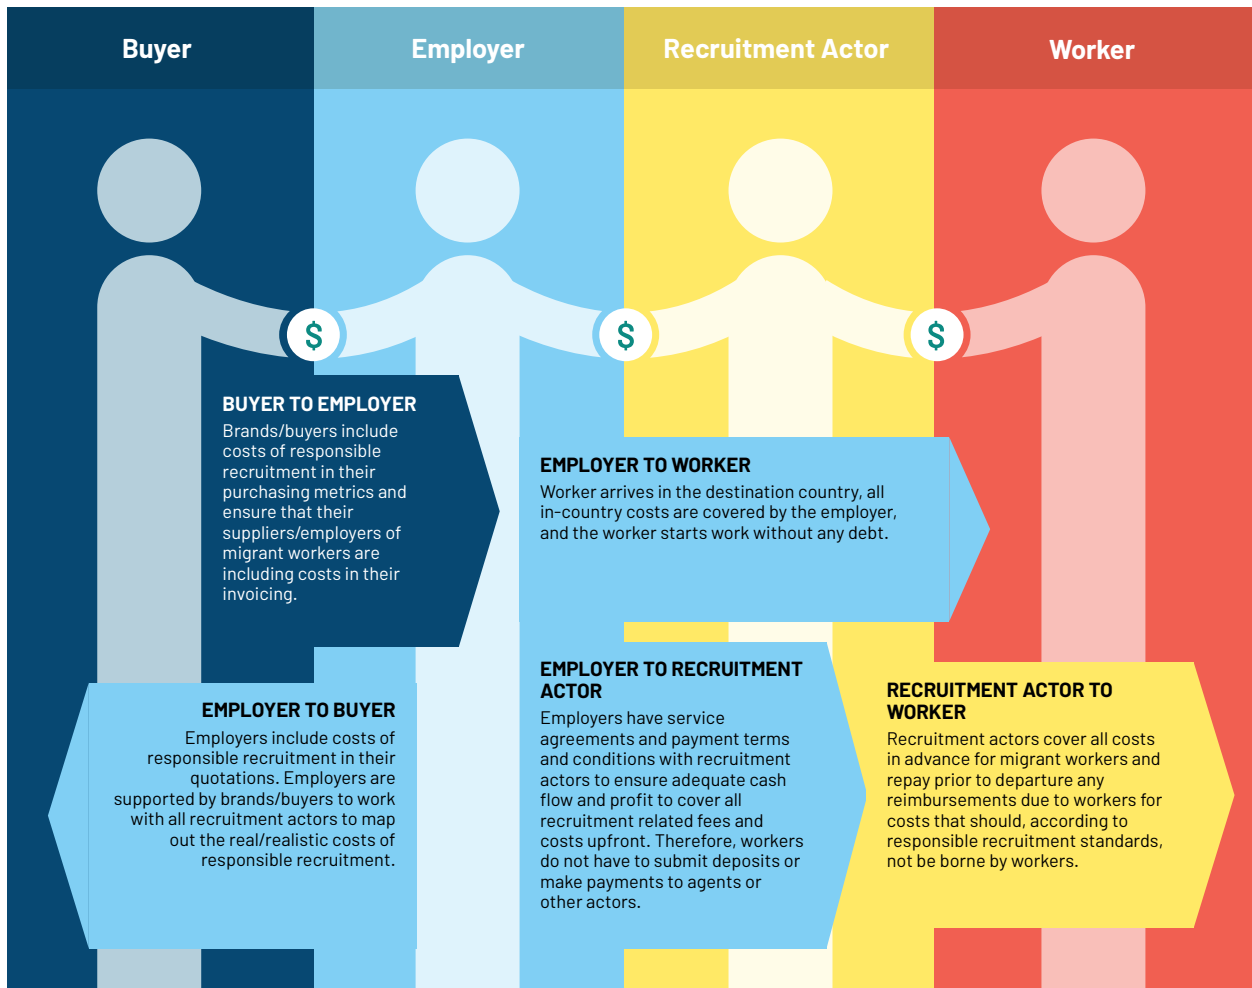 Buyer
Employer
Recruitment Actor
Worker
$
$
$
BUYER TO EMPLOYER
Brands/buyers include
costs of responsible
recruitment in their
purchasing metrics and
ensure that their
suppliers/employers of
migrant workers are
including costs in their
invoicing.
EMPLOYER TO WORKER
Worker arrives in the destination country, all
in-country costs are covered by the employer,
and the worker starts work without any debt.
EMPLOYER TO BUYER
Employers include costs of
responsible recruitment in their
quotations. Employers are
supported by brands/buyers to work
with all recruitment actors to map
out the real/realistic costs of
responsible recruitment.
EMPLOYER TO RECRUITMENT
ACTOR
Employers have service
agreements and payment terms
and conditions with recruitment
actors to ensure adequate cash
flow and profit to cover all
recruitment related fees and
costs upfront. Therefore, workers
do not have to submit deposits or
make payments to agents or
other actors.
RECRUITMENT ACTOR TO
WORKER
Recruitment actors cover all costs
in advance for migrant workers and
repay prior to departure any
reimbursements due to workers for
costs that should, according to
responsible recruitment standards,
not be borne by workers.